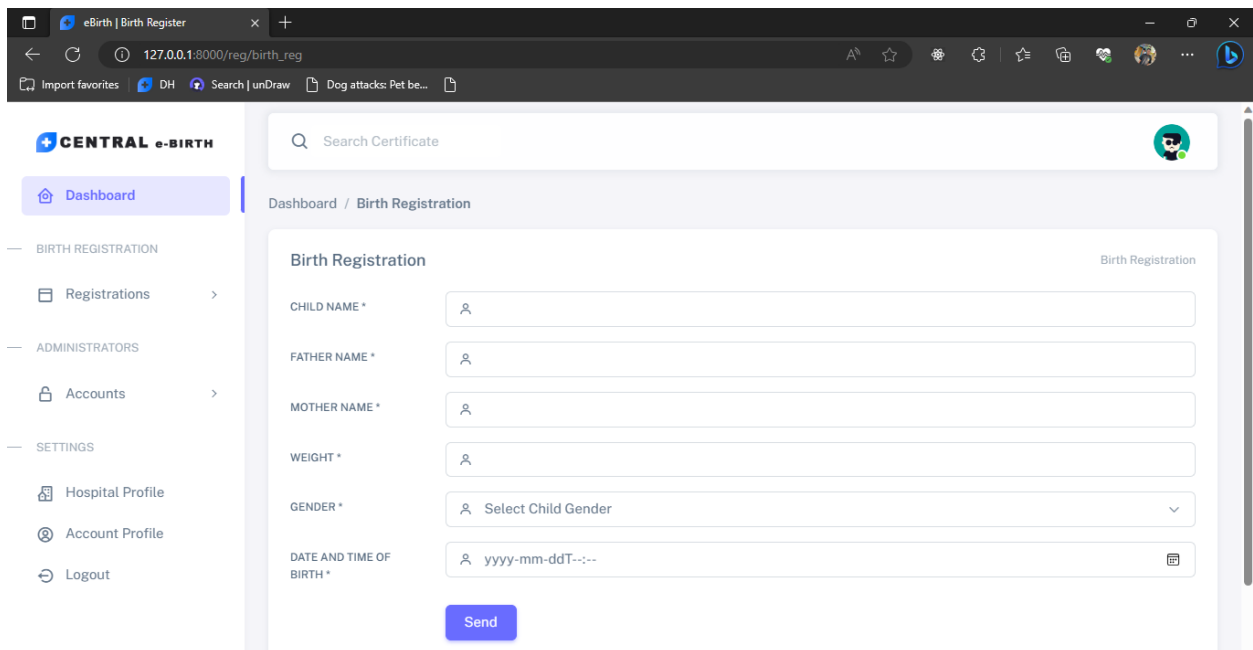 eBirth | Birth Register
127.0.0.1:8000/reg/birth_reg
Import favorites DH Search | unDraw Dog attacks: Pet be...
CENTRAL e-BIRTH
Search Certificate
Dashboard
Dashboard / Birth Registration
BIRTH REGISTRATION
Registrations
ADMINISTRATORS
Accounts
SETTINGS
Hospital Profile
Account Profile
Logout
Birth Registration
Birth Registration
CHILD NAME *
FATHER NAME *
MOTHER NAME *
WEIGHT *
GENDER *
Select Child Gender
DATE AND TIME OF
BIRTH *
yyyy-mm-ddT--:--
Send